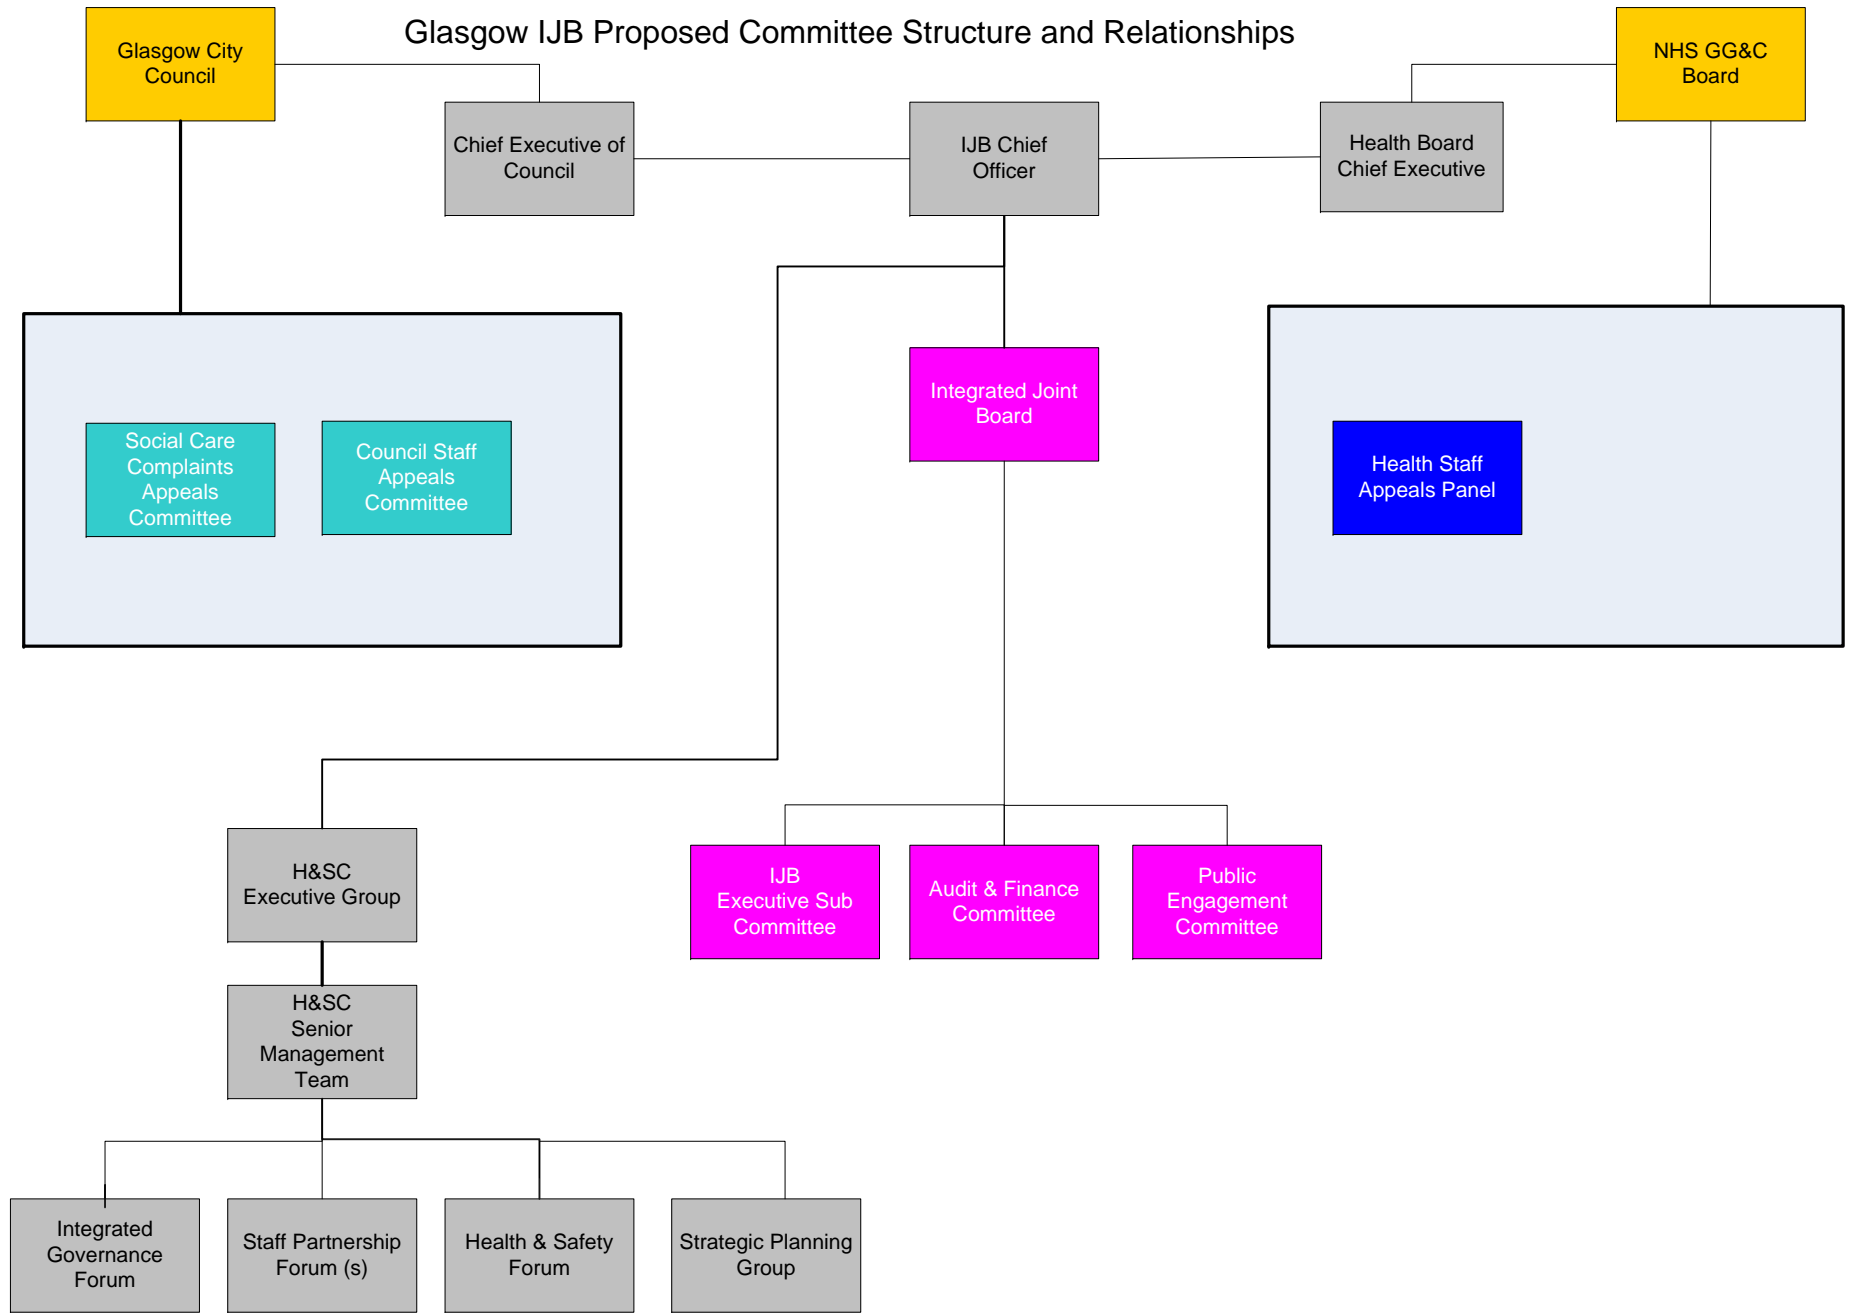 Glasgow IJB Proposed Committee Structure and Relationships
Glasgow City
Council
NHS GG&C
Board
Chief Executive of
Council
IJB Chief
Officer
Health Board
Chief Executive
Integrated Joint
Board
Social Care
Complaints
Appeals
Committee
Council Staff
Appeals
Committee
Health Staff
Appeals Panel
H&SC
Executive Group
IJB
Executive Sub
Committee
Audit & Finance
Committee
Public
Engagement
Committee
H&SC
Senior
Management
Team
Integrated
Governance
Forum
Staff Partnership
Forum (s)
Health & Safety
Forum
Strategic Planning
Group